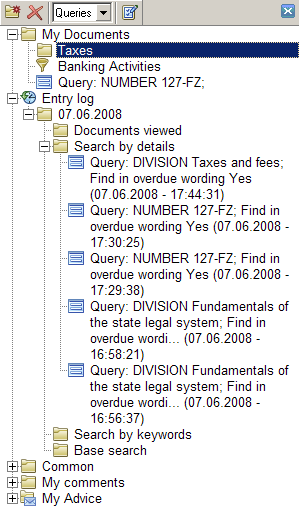 Queries
My Documents
Taxes
Banking Activities
Query: NUMBER 127-FZ;
Entry log
07.06.2008
Documents viewed
Search by details
Query: DIVISION Taxes and fees;
Find in overdue wording Yes
(07.06.2008 - 17:44:31)
Query: NUMBER 127-FZ; Find in
overdue wording Yes (07.06.2008 -
17:30:25)
Query: NUMBER 127-FZ; Find in
overdue wording Yes (07.06.2008 -
17:29:38)
Query: DIVISION Fundamentals of
the state legal system; Find in
overdue wordi... (07.06.2008 -
16:58:21)
Query: DIVISION Fundamentals of
the state legal system; Find in
overdue wordi... (07.06.2008 -
16:56:37)
Search by keywords
Base search
Common
My comments
My Advice